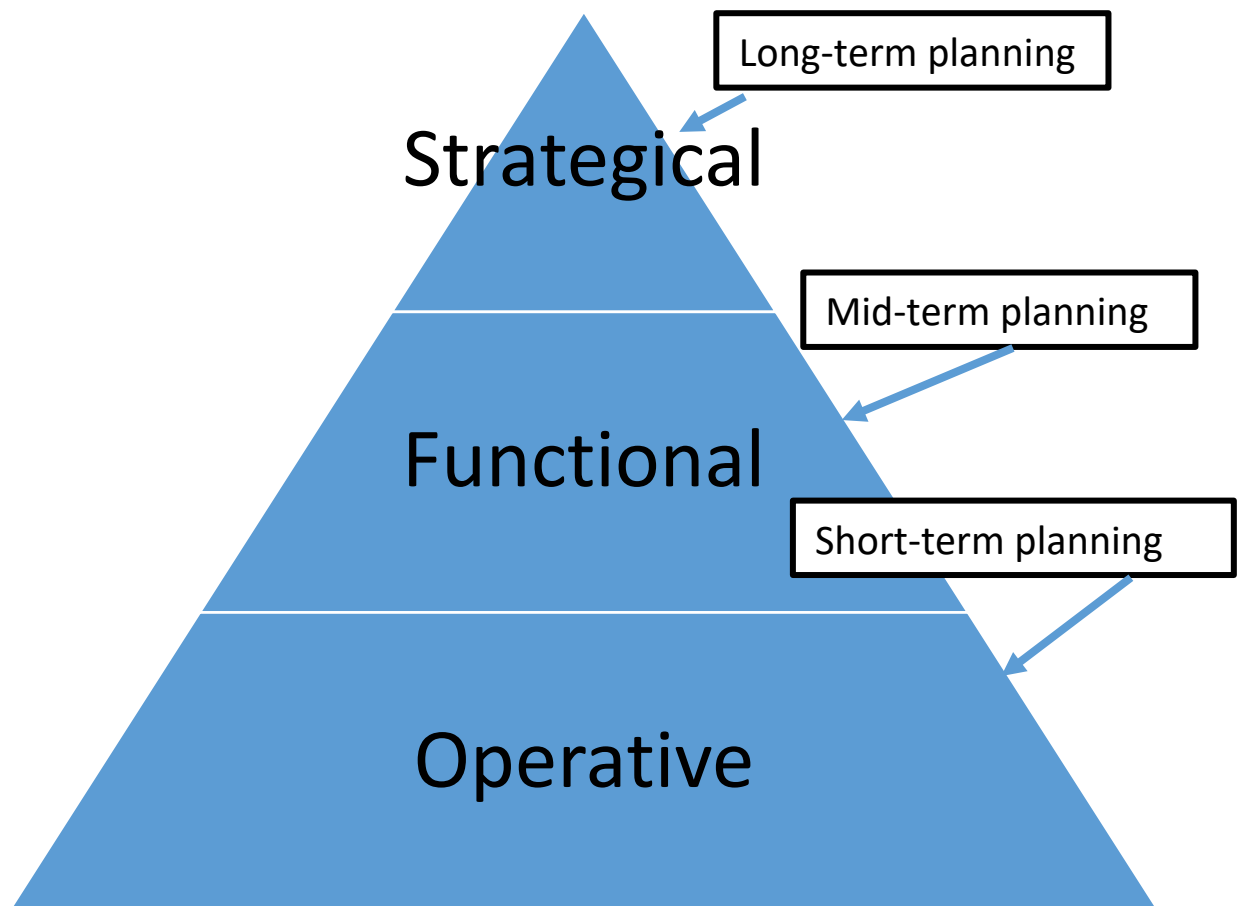 Long-term planning
Strategical
Mid-term planning
Functional
Short-term planning
Operative